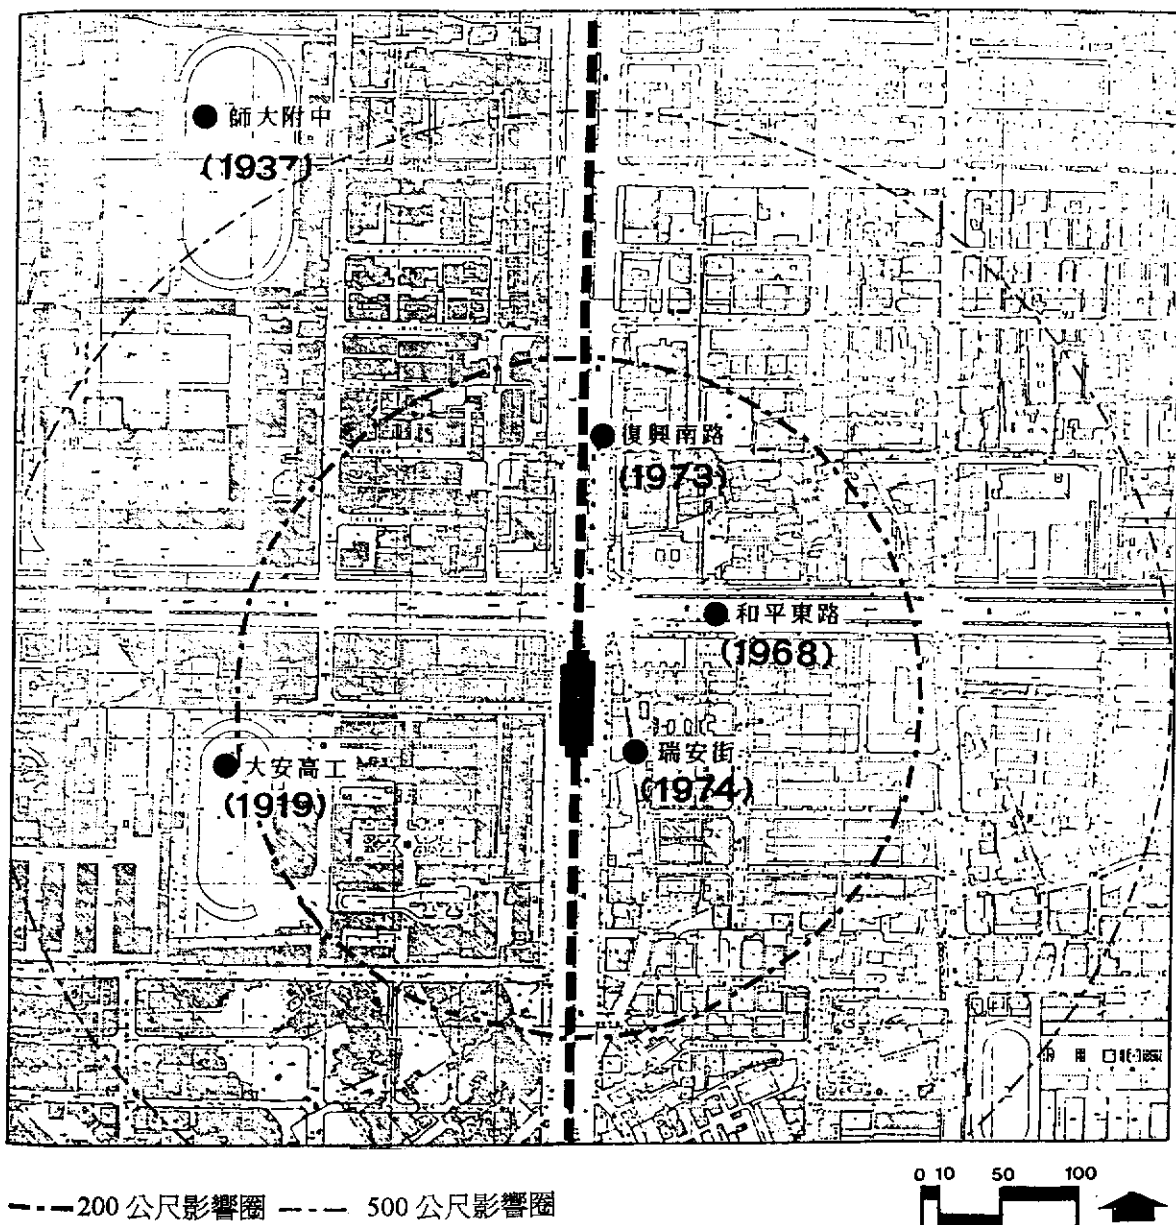 師大附中
(1937)
復興南路
(1973)
和平東路
(1968)
瑞安街
(1974)
大安高工
(1919)
0 10 50 100
200 公尺影響圈 500 公尺影響圈